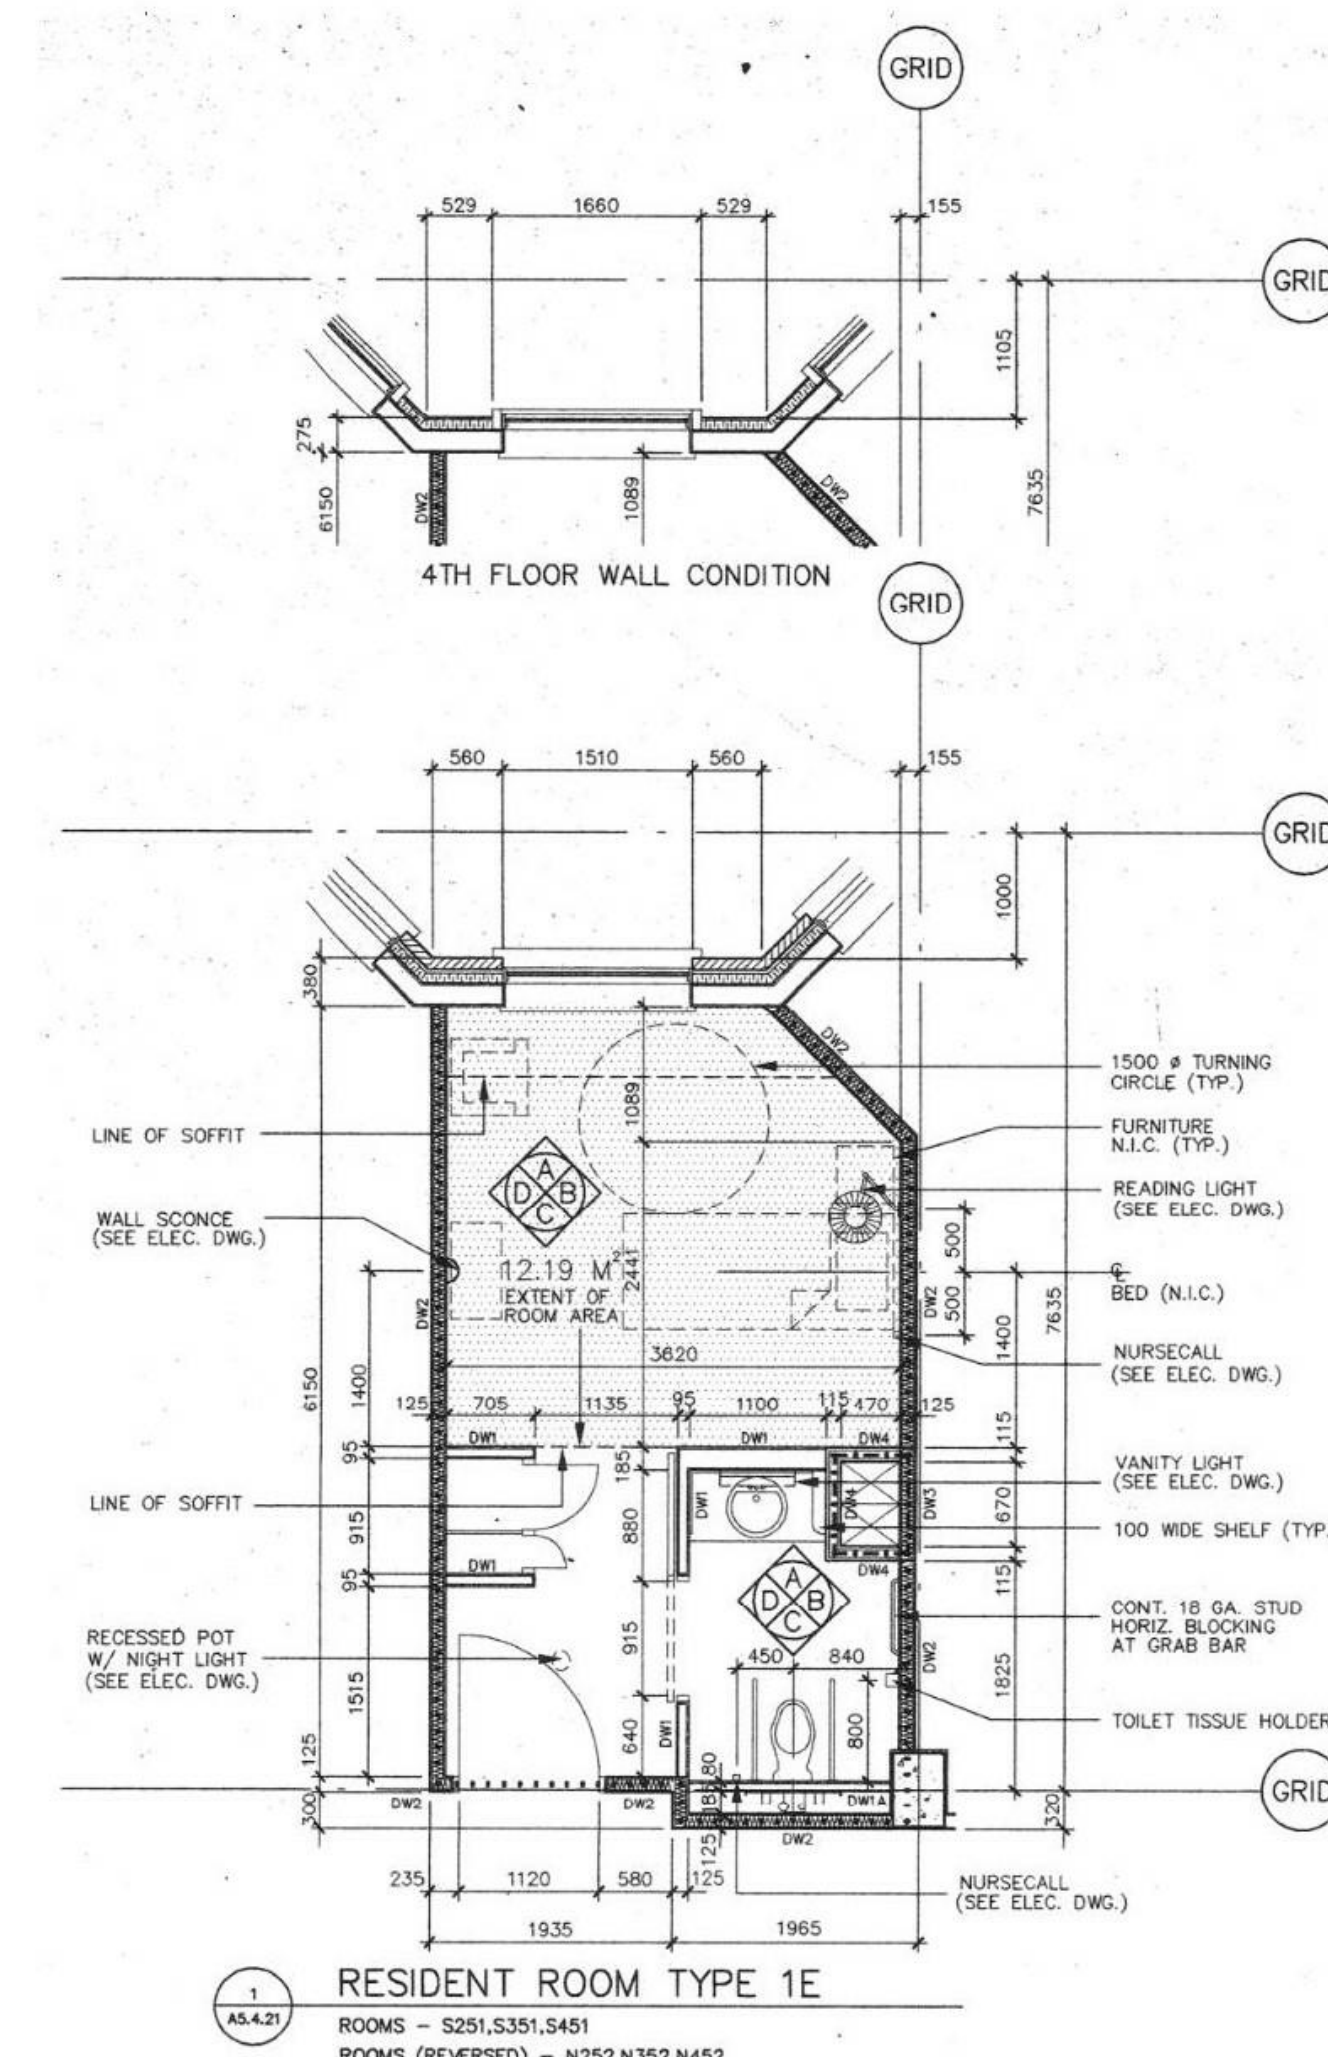 GRID
529 1660 529 155
GRID
1105
275
6150
DW2
1089
DW2
7635
4TH FLOOR WALL CONDITION
GRID
560 1510 560 155
GRID
1000
380
DW2
1500 ø TURNING
CIRCLE (TYP.)
1089
LINE OF SOFFIT
FURNITURE
N.I.C. (TYP.)
A
D B
C
READING LIGHT
(SEE ELEC. DWG.)
WALL SCONCE
(SEE ELEC. DWG.)
500
12.19 M²
2441
EXTENT OF
ROOM AREA
℄
BED (N.I.C.)
DW2
DW2
500
1400
7635
3620
NURSECALL
(SEE ELEC. DWG.)
6150
1400
125 705 1135 95 1100 115 470 125
DW1 DW1 DW4
115
95
185
VANITY LIGHT
(SEE ELEC. DWG.)
LINE OF SOFFIT
DW1
DW4
DW3
670
915
880
100 WIDE SHELF (TYP.
DW1
DW4
95
115
A
D B
C
CONT. 18 GA. STUD
HORIZ. BLOCKING
AT GRAB BAR
RECESSED POT
W/ NIGHT LIGHT
(SEE ELEC. DWG.)
915
450 840
DW2
1825
1515
TOILET TISSUE HOLDER
640
DW1
800
125
80
GRID
DW2 DW2 DW1A
300
185
320
DW2
125
235 1120 580 125
NURSECALL
(SEE ELEC. DWG.)
1935 1965
1
A5.4.21
RESIDENT ROOM TYPE 1E
ROOMS – S251,S351,S451
ROOMS (REVERSED) – N252,N352,N452